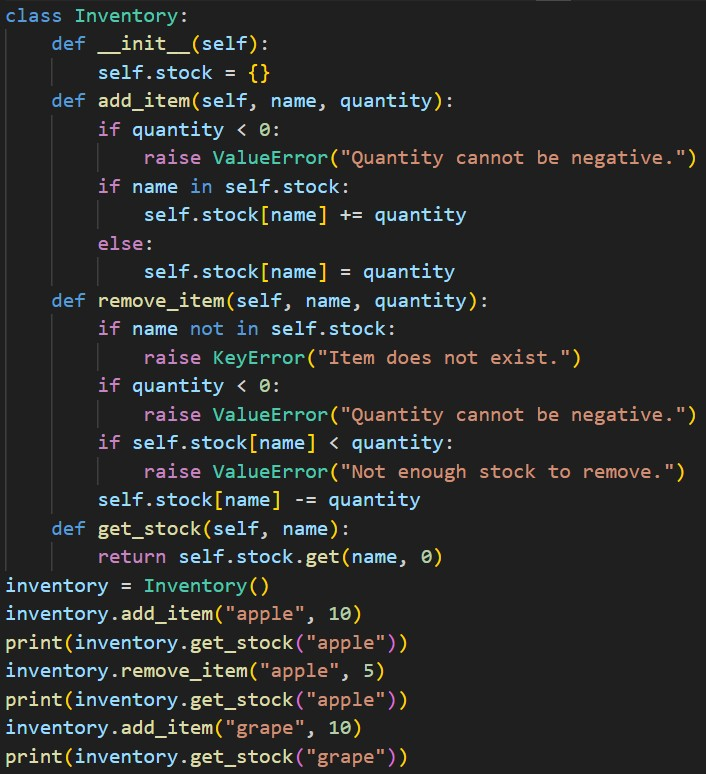 class Inventory:
    def __init__(self):
        self.stock = {}
    def add_item(self, name, quantity):
        if quantity < 0:
            raise ValueError("Quantity cannot be negative.")
        if name in self.stock:
            self.stock[name] += quantity
        else:
            self.stock[name] = quantity
    def remove_item(self, name, quantity):
        if name not in self.stock:
            raise KeyError("Item does not exist.")
        if quantity < 0:
            raise ValueError("Quantity cannot be negative.")
        if self.stock[name] < quantity:
            raise ValueError("Not enough stock to remove.")
        self.stock[name] -= quantity
    def get_stock(self, name):
        return self.stock.get(name, 0)
inventory = Inventory()
inventory.add_item("apple", 10)
print(inventory.get_stock("apple"))
inventory.remove_item("apple", 5)
print(inventory.get_stock("apple"))
inventory.add_item("grape", 10)
print(inventory.get_stock("grape"))